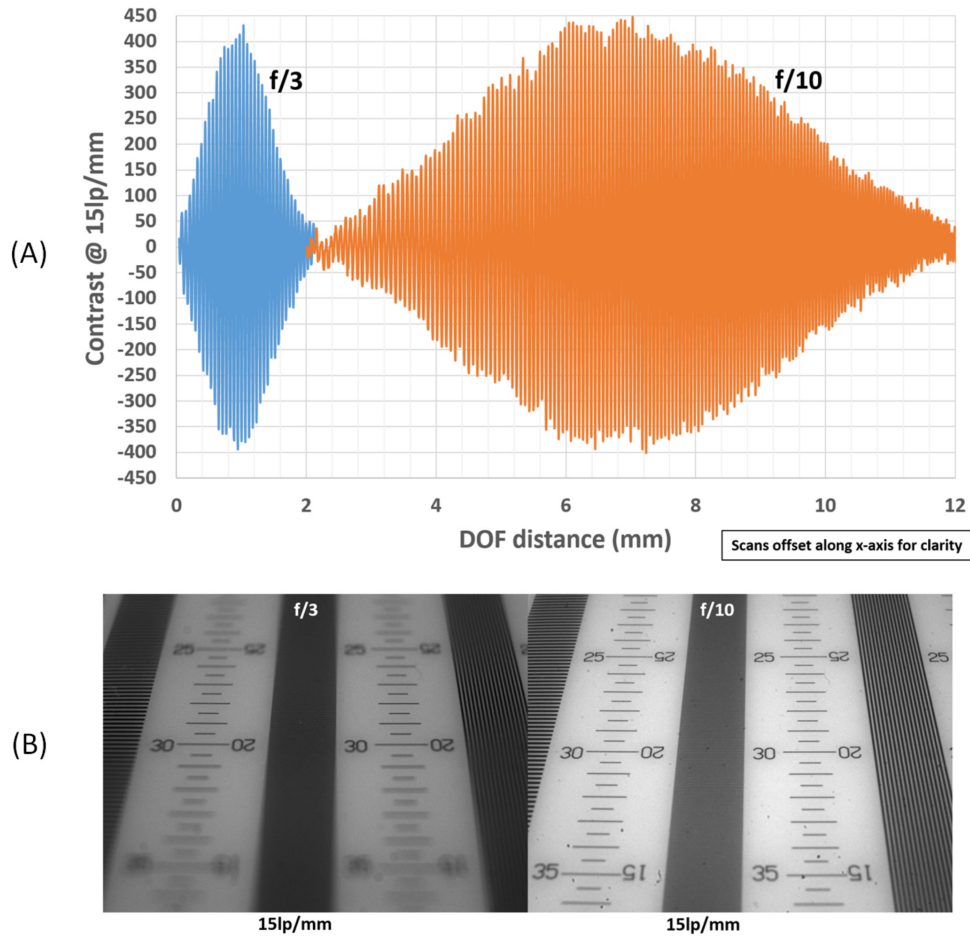 (A)
Contrast @ 15lp/mm
450
400
350
300
250
200
150
100
50
0
-50
-100
-150
-200
-250
-300
-350
-400
-450
f/3
f/10
0 2 4 6 8 10 12
DOF distance (mm)
Scans offset along x-axis for clarity
(B)
f/3
25 25 25 25
30 20 30 20
35
15lp/mm
f/10
25 25 25 25 25
30 20 30 20
35 15 35 15
15lp/mm